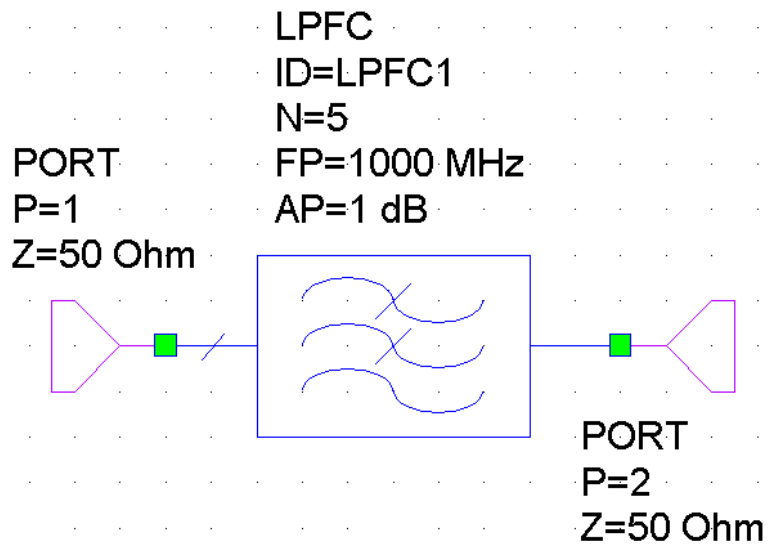 LPFC
ID=LPFC1
N=5
FP=1000 MHz
AP=1 dB
PORT
P=1
Z=50 Ohm
PORT
P=2
Z=50 Ohm